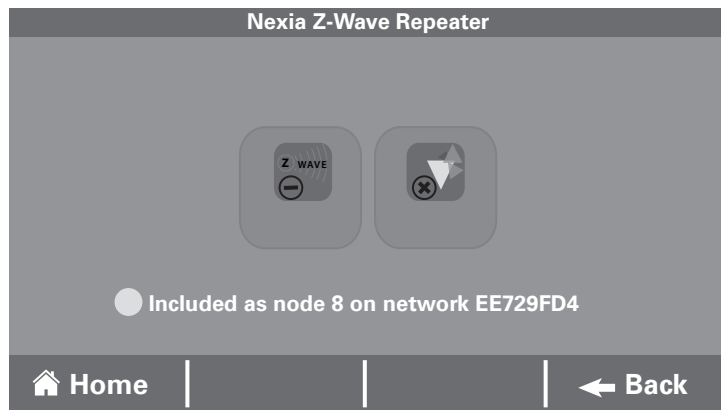 Nexia Z-Wave Repeater
Z WAVE
Included as node 8 on network EE729FD4
Home
Back